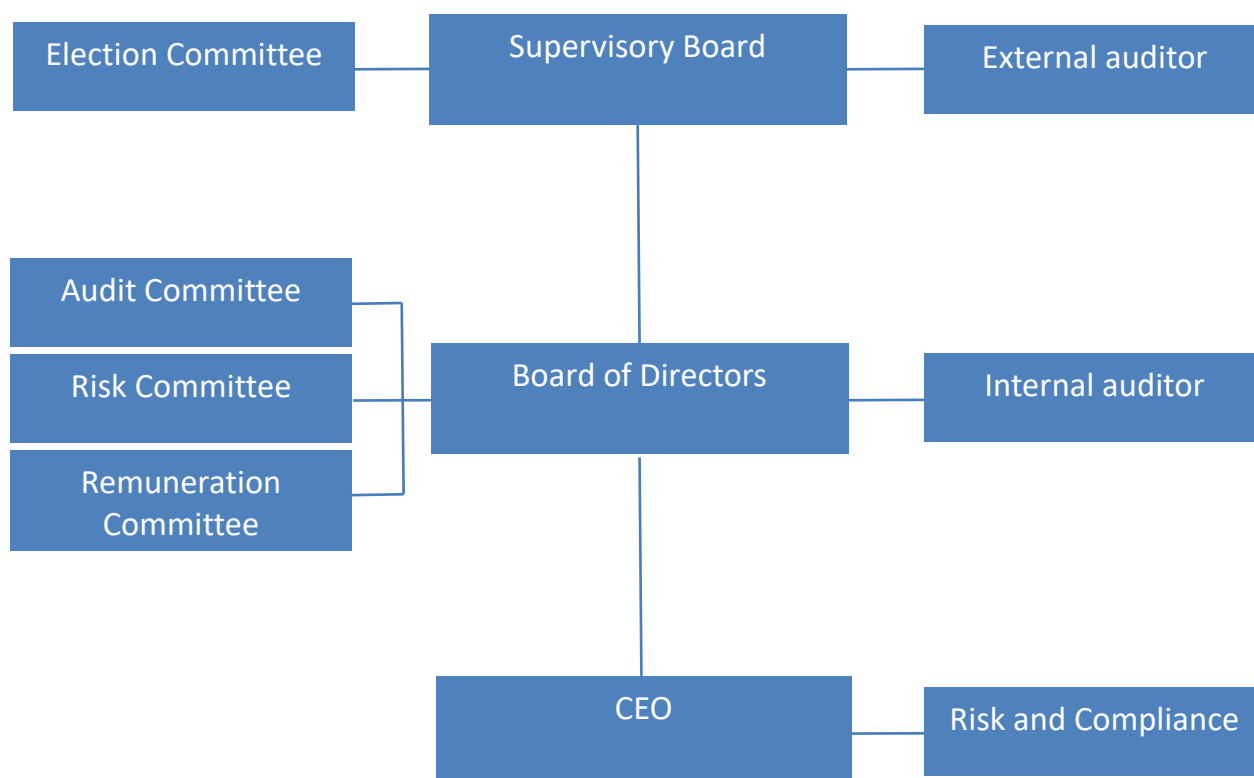 Election Committee
Supervisory Board
External auditor
Audit Committee
Risk Committee
Remuneration
Committee
Board of Directors
Internal auditor
CEO
Risk and Compliance